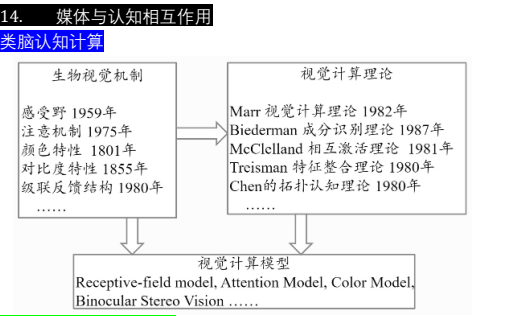 14. 媒体与认知相互作用
类脑认知计算
生物视觉机制
感受野 1959年
注意机制 1975年
颜色特性 1801年
对比度特性 1855年
级联反馈结构 1980年
……
视觉计算理论
Marr 视觉计算理论 1982年
Biederman 成分识别理论 1987年
McClelland 相互激活理论 1981年
Treisman 特征整合理论 1980年
Chen的拓扑认知理论 1980年
……
视觉计算模型
Receptive-field model, Attention Model, Color Model,
Binocular Stereo Vision ……